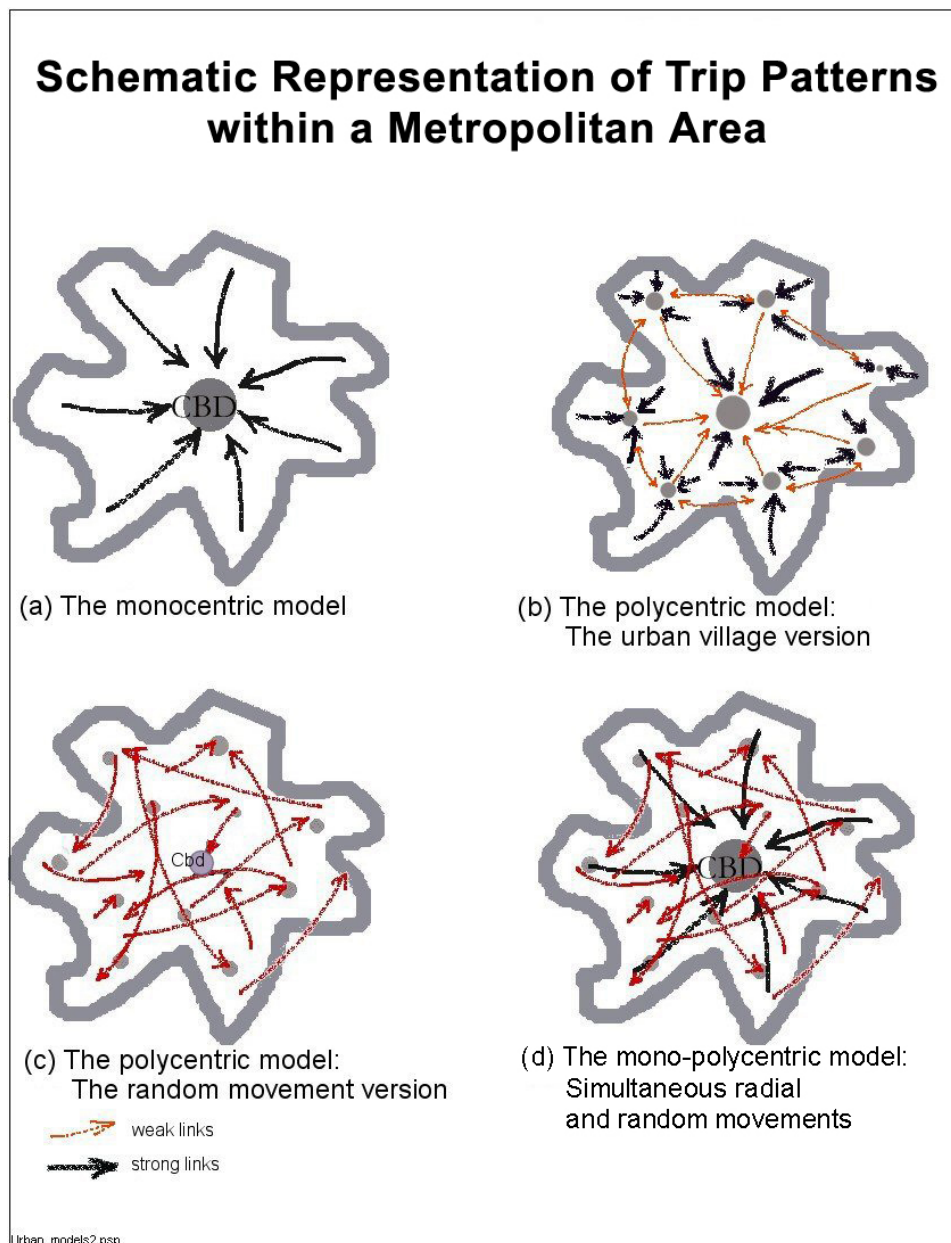 Schematic Representation of Trip Patterns
within a Metropolitan Area
CBD
(a) The monocentric model
(b) The polycentric model:
The urban village version
Cbd
(c) The polycentric model:
The random movement version
CBD
(d) The mono-polycentric model:
Simultaneous radial
and random movements
weak links
strong links
Urban_models2.psp